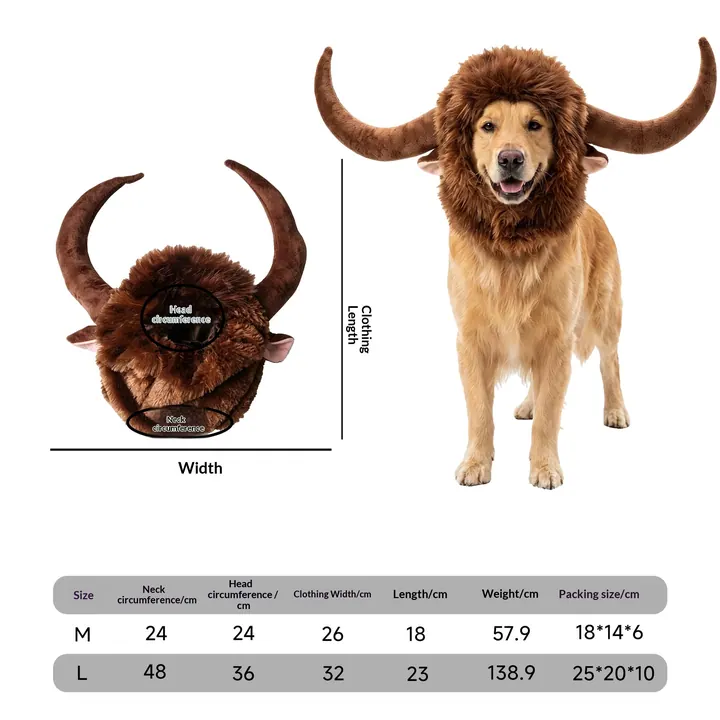 Head
circumference
Neck
circumference
Clothing
Length
Width
Size Neck circumference/cm Head circumference/cm Clothing Width/cm Length/cm Weight/cm Packing size/cm
M 24 24 26 18 57.9 18*14*6
L 48 36 32 23 138.9 25*20*10